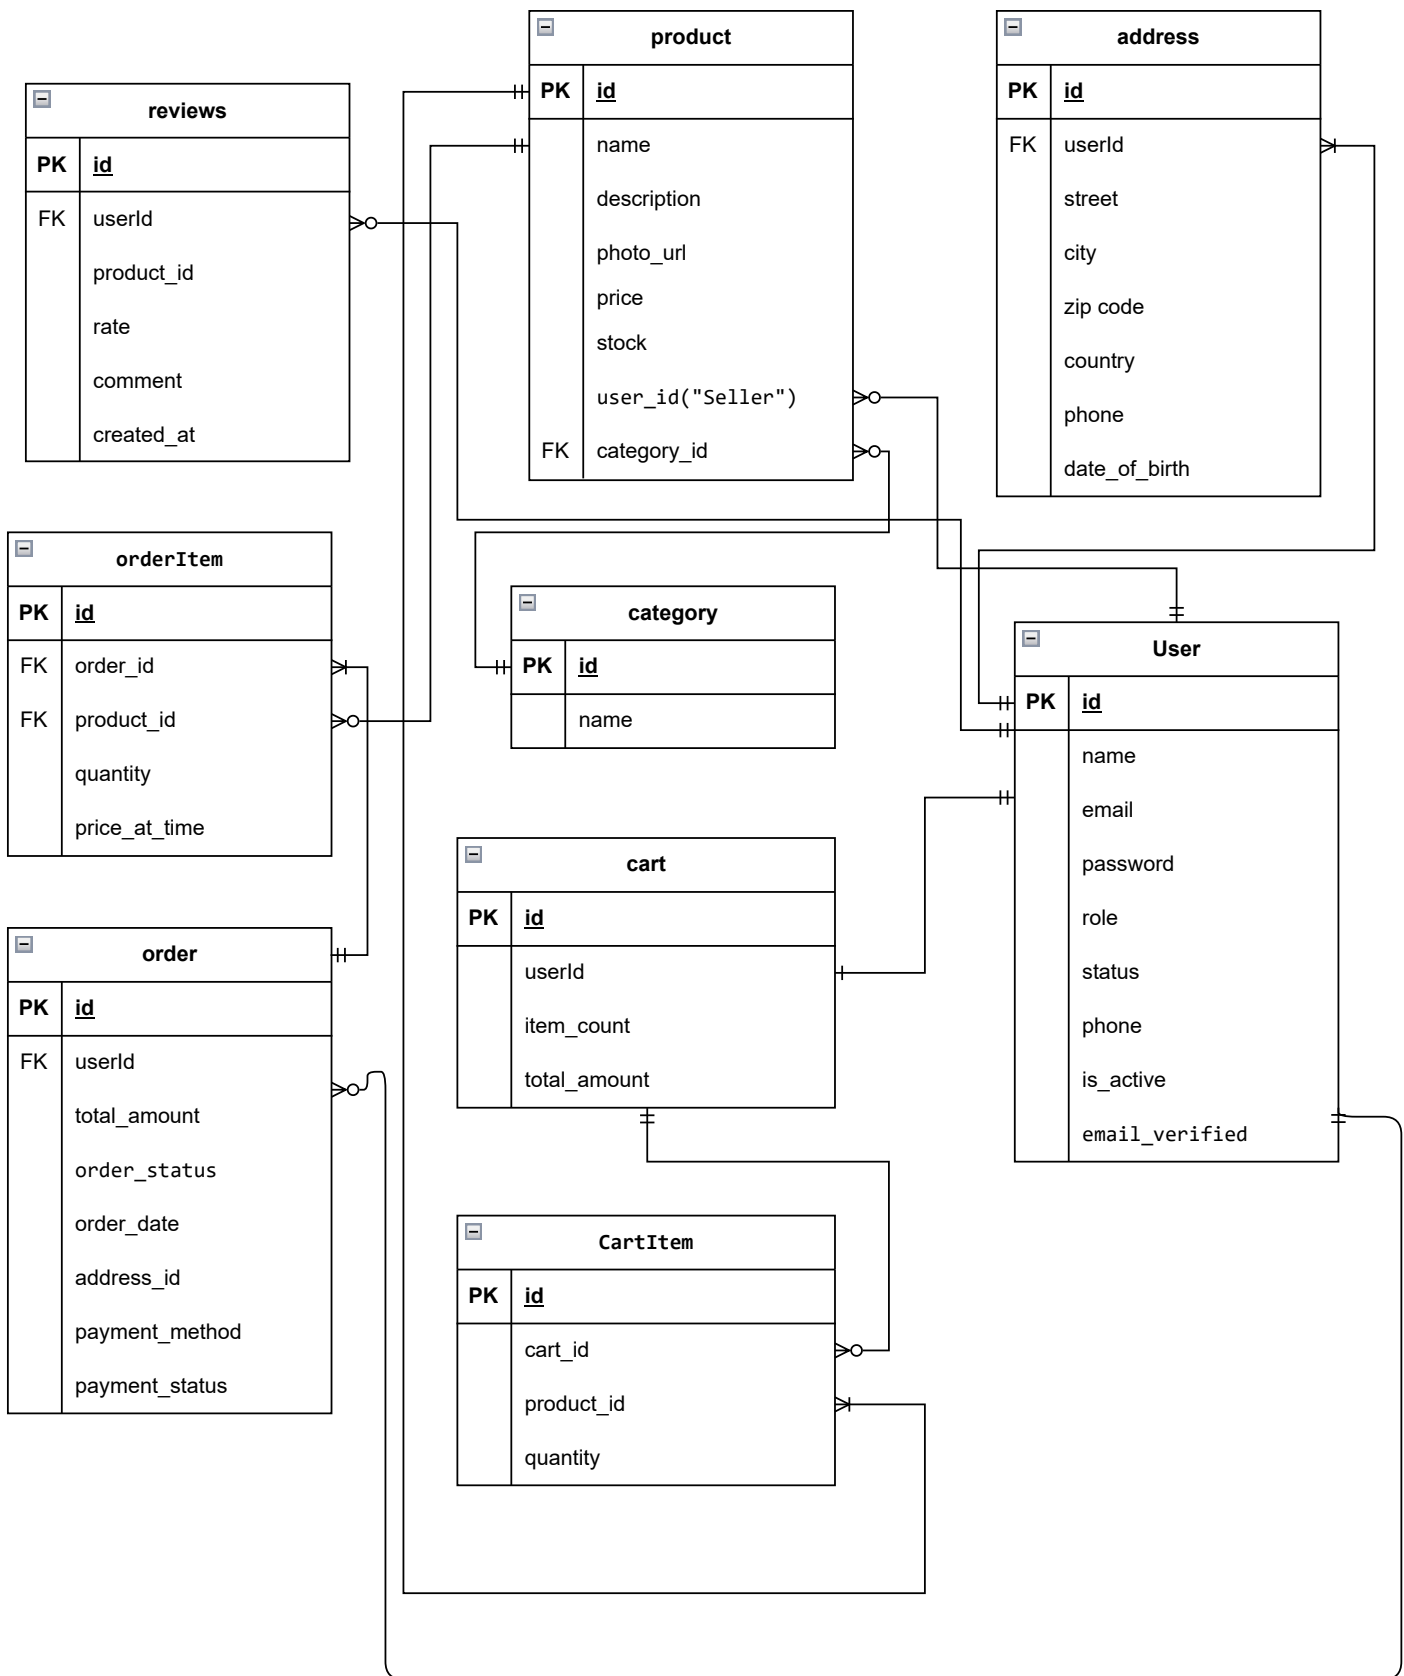 product
PK id
name
description
photo_url
price
stock
user_id("Seller")
FK category_id
address
PK id
FK userId
street
city
zip code
country
phone
date_of_birth
reviews
PK id
FK userId
product_id
rate
comment
created_at
orderItem
PK id
FK order_id
FK product_id
quantity
price_at_time
category
PK id
name
User
PK id
name
email
password
role
status
phone
is_active
email_verified
cart
PK id
userId
item_count
total_amount
order
PK id
FK userId
total_amount
order_status
order_date
address_id
payment_method
payment_status
CartItem
PK id
cart_id
product_id
quantity